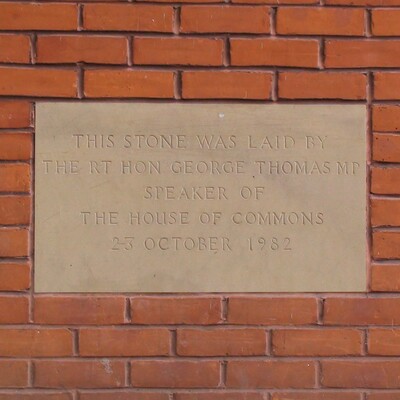 THIS STONE WAS LAID BY
THE RT HON GEORGE THOMAS MP
SPEAKER OF
THE HOUSE OF COMMONS
OCTOBER 1982